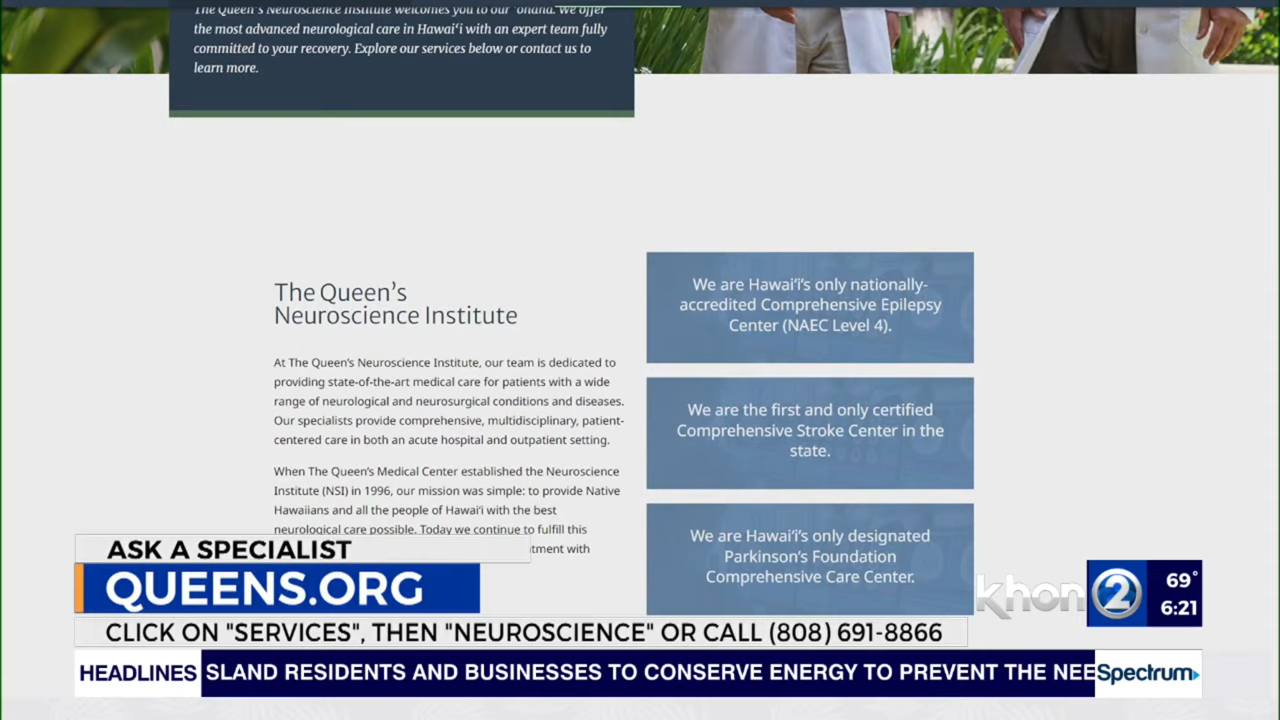 The Queen's Neuroscience Institute welcomes you to our ʻohana. We offer
the most advanced neurological care in Hawaiʻi with an expert team fully
committed to your recovery. Explore our services below or contact us to
learn more.
The Queen's
Neuroscience Institute
At The Queen's Neuroscience Institute, our team is dedicated to
providing state-of-the-art medical care for patients with a wide
range of neurological and neurosurgical conditions and diseases.
Our specialists provide comprehensive, multidisciplinary, patient-
centered care in both an acute hospital and outpatient setting.
When The Queen's Medical Center established the Neuroscience
Institute (NSI) in 1996, our mission was simple: to provide Native
Hawaiians and all the people of Hawai'i with the best
neurological care possible. Today we continue to fulfill this
with
We are Hawai'i's only nationally-
accredited Comprehensive Epilepsy
Center (NAEC Level 4).
We are the first and only certified
Comprehensive Stroke Center in the
state.
We are Hawai'i's only designated
Parkinson's Foundation
Comprehensive Care Center.
ASK A SPECIALIST
QUEENS.ORG
CLICK ON "SERVICES", THEN "NEUROSCIENCE" OR CALL (808) 691-8866
khon 2
69°
6:21
HEADLINES
SLAND RESIDENTS AND BUSINESSES TO CONSERVE ENERGY TO PREVENT THE NEE
Spectrum